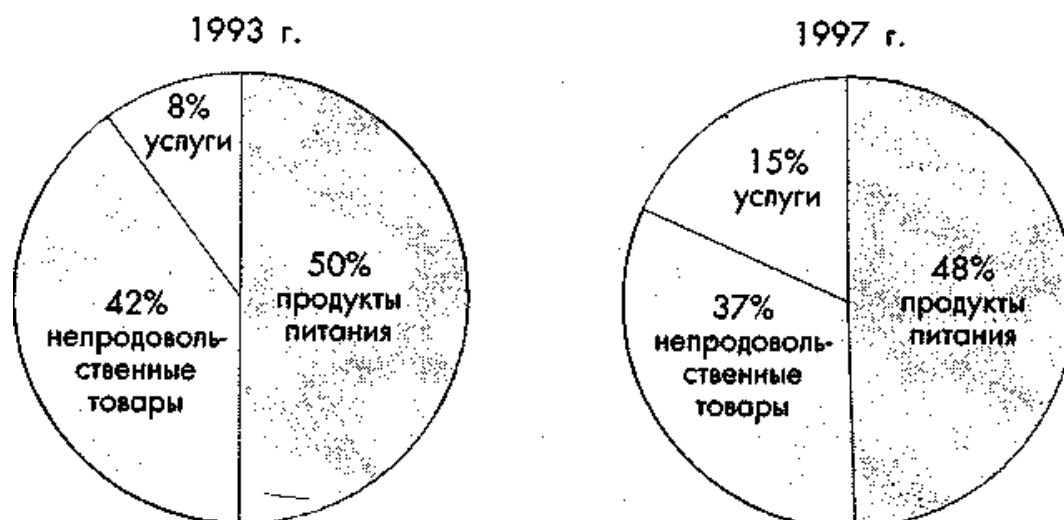 1993 г.
8%
услуги
50%
продукты
питания
42%
непродоволь-
ственные
товары
1997 г.
15%
услуги
48%
продукты
питания
37%
непродоволь-
ственные
товары